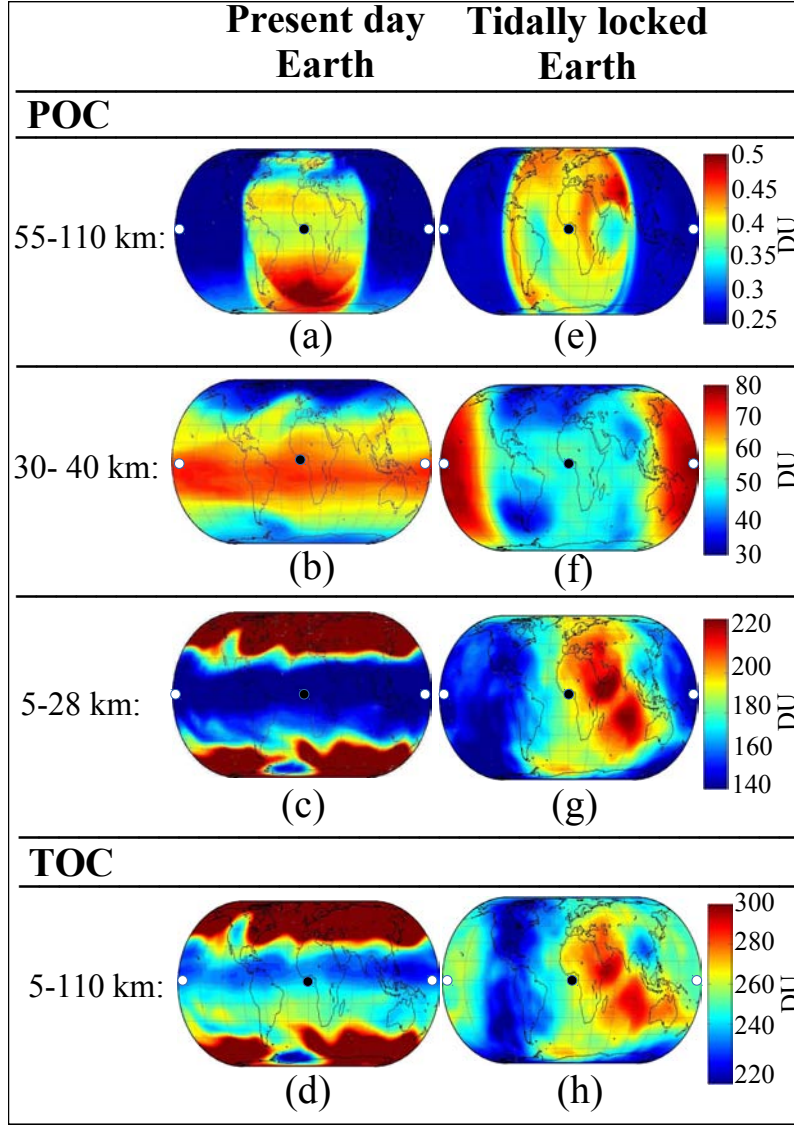 Present day Tidally locked
Earth Earth
POC
55-110 km:
0.5
0.45
0.4
0.35
0.3
0.25
DU
(a) (e)
30- 40 km:
80
70
60
50
40
30
DU
(b) (f)
5-28 km:
220
200
180
160
140
DU
(c) (g)
TOC
5-110 km:
300
280
260
240
220
DU
(d) (h)